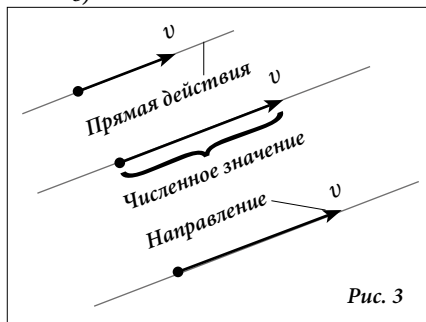 υ
Прямая действия
υ
Численное значение
υ
Направление
Рис. 3